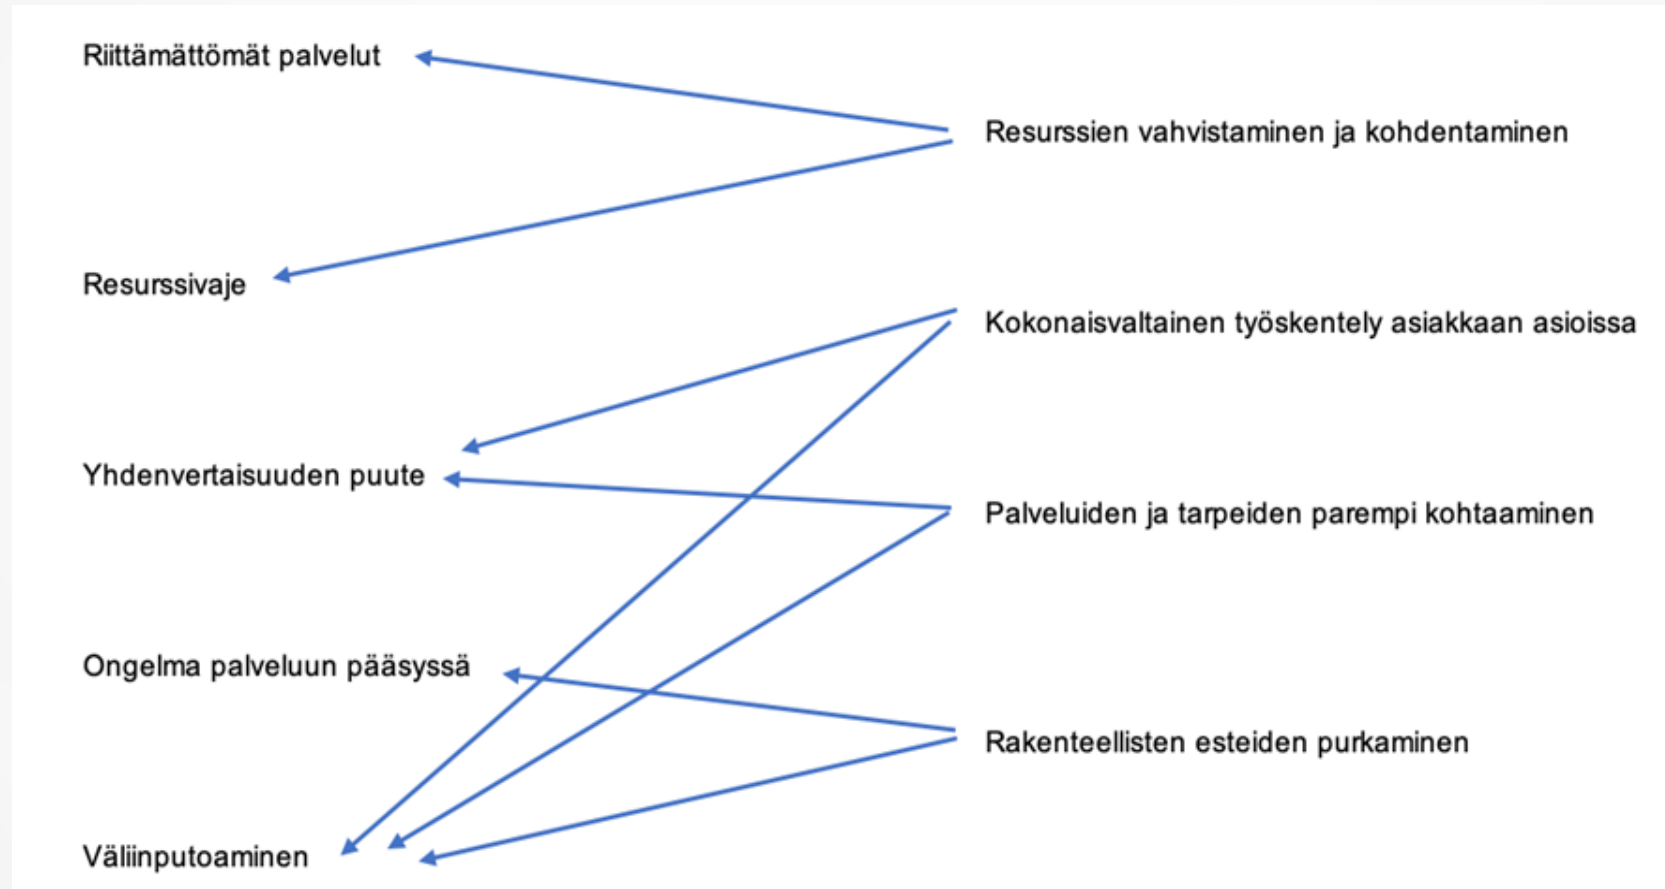 Riittämättömät palvelut
Resurssien vahvistaminen ja kohdentaminen
Resurssivaje
Kokonaisvaltainen työskentely asiakkaan asioissa
Yhdenvertaisuuden puute
Palveluiden ja tarpeiden parempi kohtaaminen
Ongelma palveluun pääsyssä
Rakenteellisten esteiden purkaminen
Väliinputoaminen